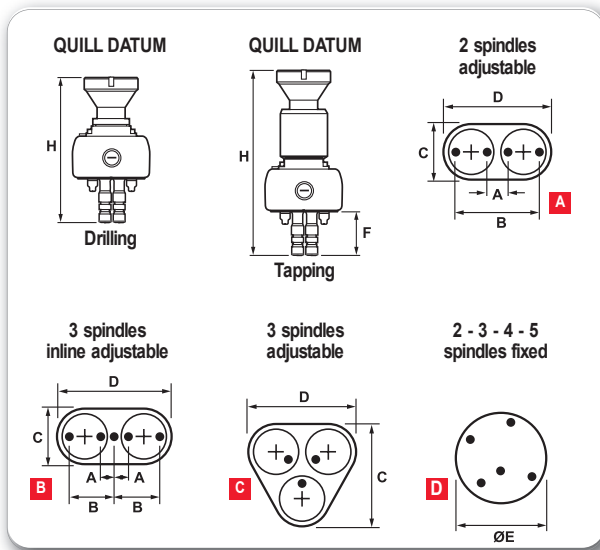 QUILL DATUM
H
Drilling
QUILL DATUM
H
F
Tapping
2 spindles
adjustable
D
C
A
B
A
3 spindles
inline adjustable
D
C
A
A
B
B
B
3 spindles
adjustable
D
C
C
2 - 3 - 4 - 5
spindles fixed
D
ØE